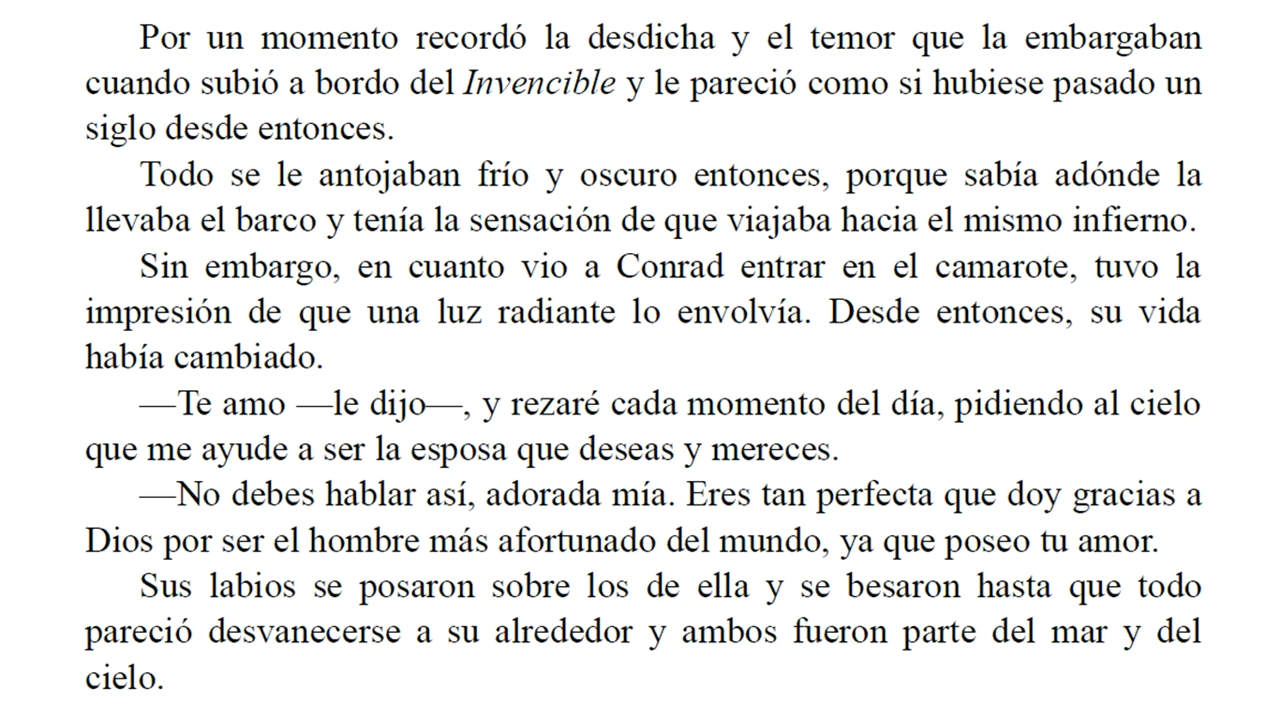 Por un momento recordó la desdicha y el temor que la embargaban
cuando subió a bordo del Invencible y le pareció como si hubiese pasado un
siglo desde entonces.
Todo se le antojaban frío y oscuro entonces, porque sabía adónde la
llevaba el barco y tenía la sensación de que viajaba hacia el mismo infierno.
Sin embargo, en cuanto vio a Conrad entrar en el camarote, tuvo la
impresión de que una luz radiante lo envolvía. Desde entonces, su vida
había cambiado.
—Te amo —le dijo—, y rezaré cada momento del día, pidiendo al cielo
que me ayude a ser la esposa que deseas y mereces.
—No debes hablar así, adorada mía. Eres tan perfecta que doy gracias a
Dios por ser el hombre más afortunado del mundo, ya que poseo tu amor.
Sus labios se posaron sobre los de ella y se besaron hasta que todo
pareció desvanecerse a su alrededor y ambos fueron parte del mar y del
cielo.